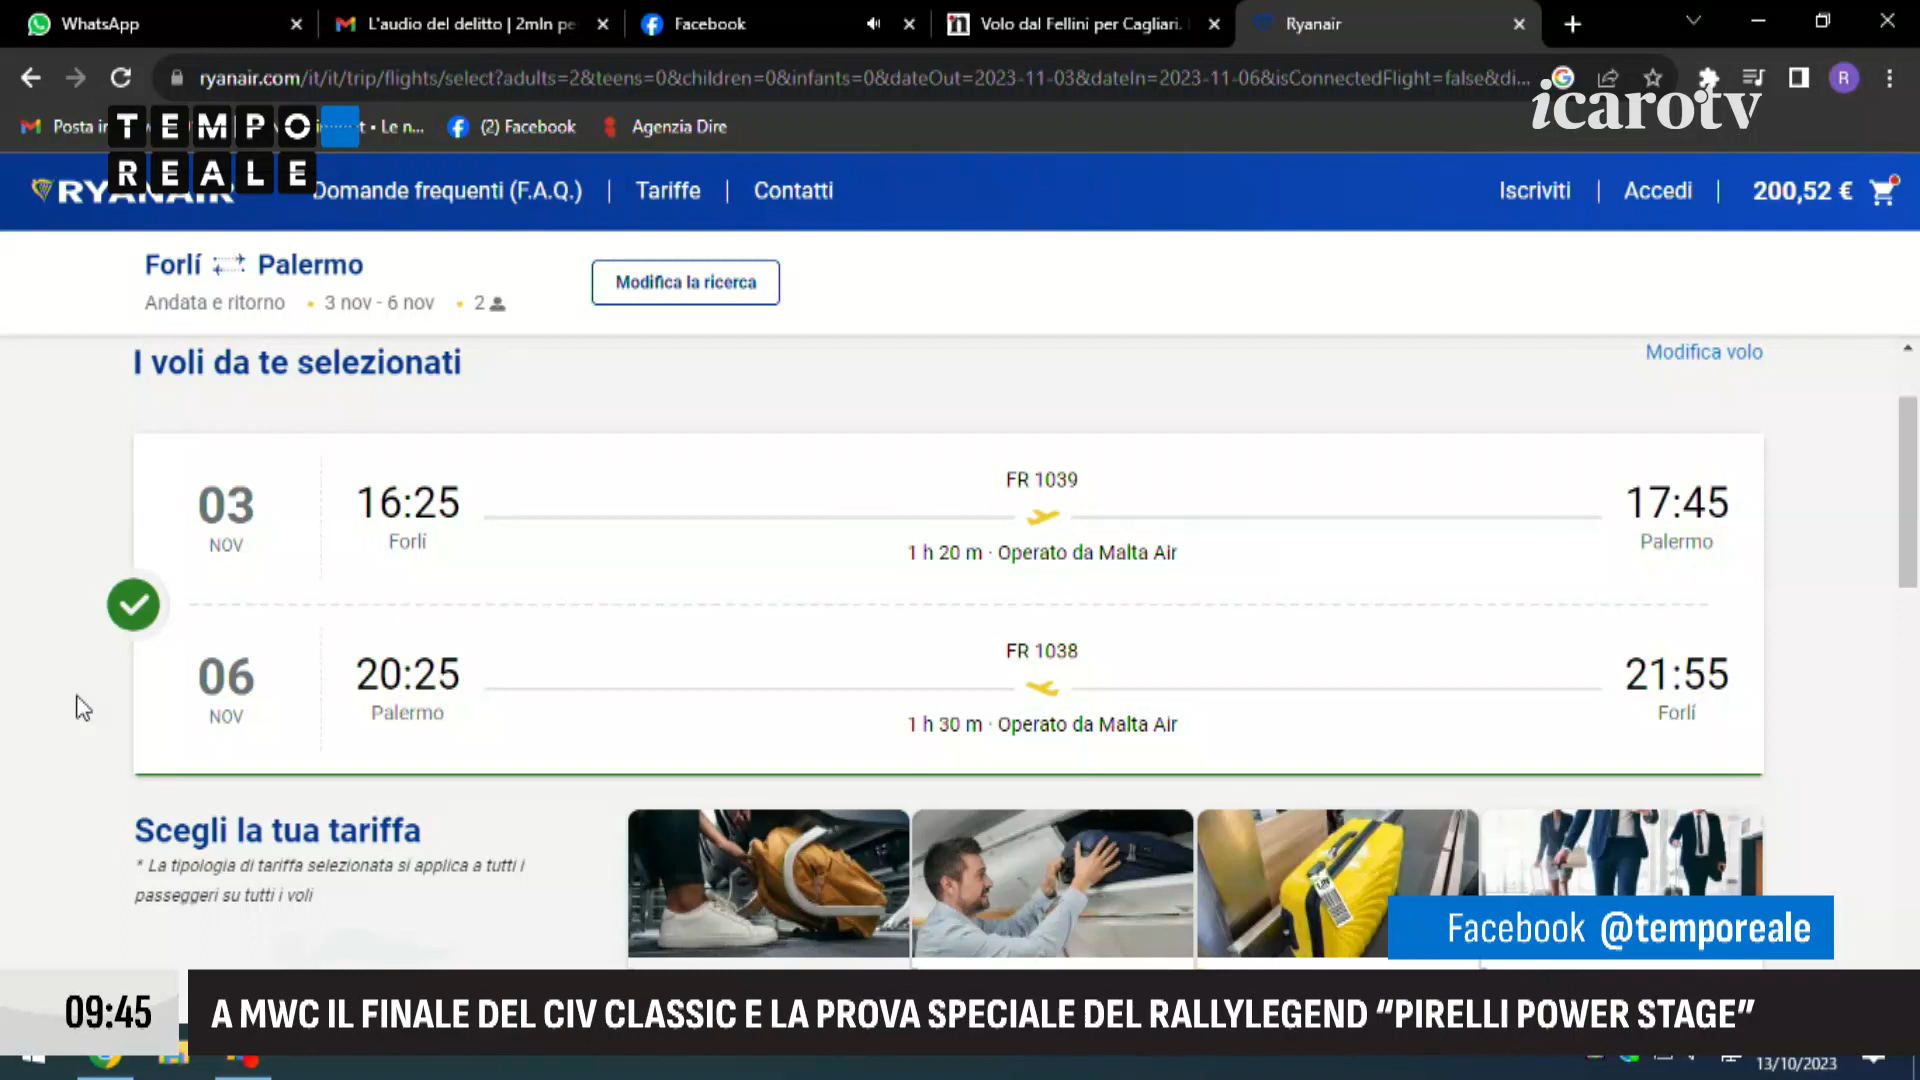 WhatsApp
L'audio del delitto | 2mln pe
Facebook
Volo dal Fellini per Cagliari.
Ryanair
ryanair.com/it/it/trip/flights/select?adults=2&teens=0&children=0&infants=0&dateOut=2023-11-03&dateIn=2023-11-06&isConnectedFlight=false&di...
R
icarotv
Posta in
t • Le n...
(2) Facebook
Agenzia Dire
TEMPO
REALE
RYANAIR
Domande frequenti (F.A.Q.)
Tariffe
Contatti
Iscriviti
Accedi
200,52 €
Forlí
Palermo
Andata e ritorno • 3 nov - 6 nov • 2
Modifica la ricerca
I voli da te selezionati
Modifica volo
03
NOV
16:25
Forlí
FR 1039
1 h 20 m · Operato da Malta Air
17:45
Palermo
06
NOV
20:25
Palermo
FR 1038
1 h 30 m · Operato da Malta Air
21:55
Forlí
Scegli la tua tariffa
* La tipologia di tariffa selezionata si applica a tutti i
passeggeri su tutti i voli
Facebook @temporeale
09:45
A MWC IL FINALE DEL CIV CLASSIC E LA PROVA SPECIALE DEL RALLYLEGEND “PIRELLI POWER STAGE”
13/10/2023